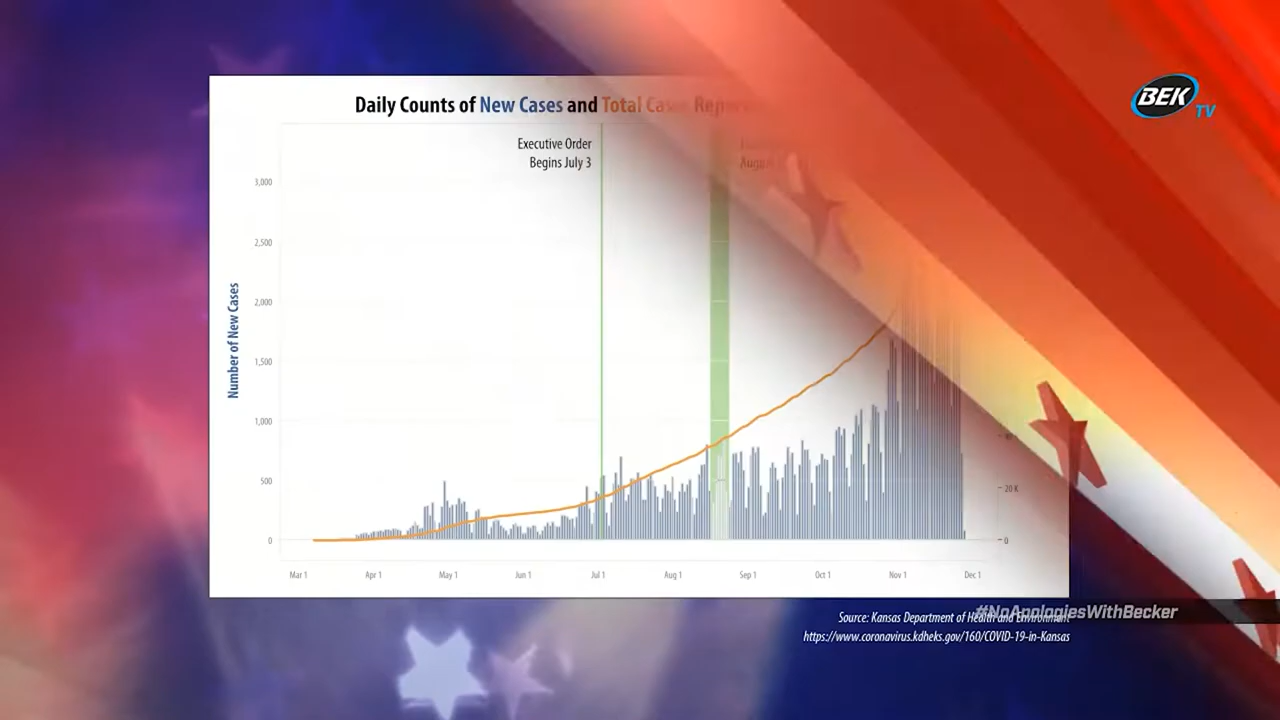 BEK TV
Daily Counts of New Cases and Total Cases
Executive Order
Begins July 3
August
3,000
2,500
2,000
1,500
1,000
500
0
Number of New Cases
20 K
0
Mar 1 Apr 1 May 1 Jun 1 Jul 1 Aug 1 Sep 1 Oct 1 Nov 1 Dec 1
#NoApologiesWithBecker
Source: Kansas Department of Health and Environment
https://www.coronavirus.kdheks.gov/160/COVID-19-in-Kansas